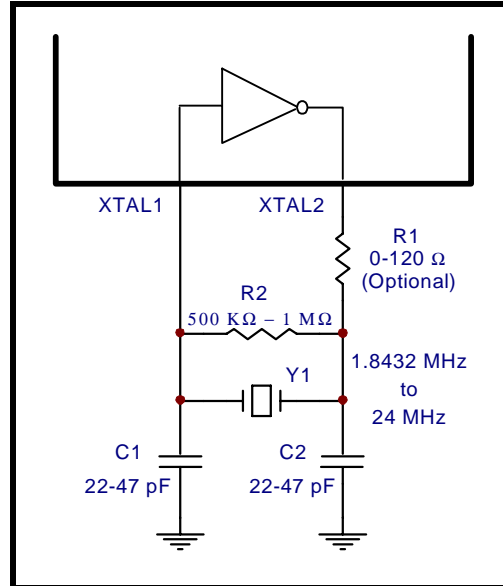 XTAL1
XTAL2
R1
0-120 Ω
(Optional)
R2
500 KΩ – 1 MΩ
1.8432 MHz
to
24 MHz
Y1
C1
22-47 pF
C2
22-47 pF